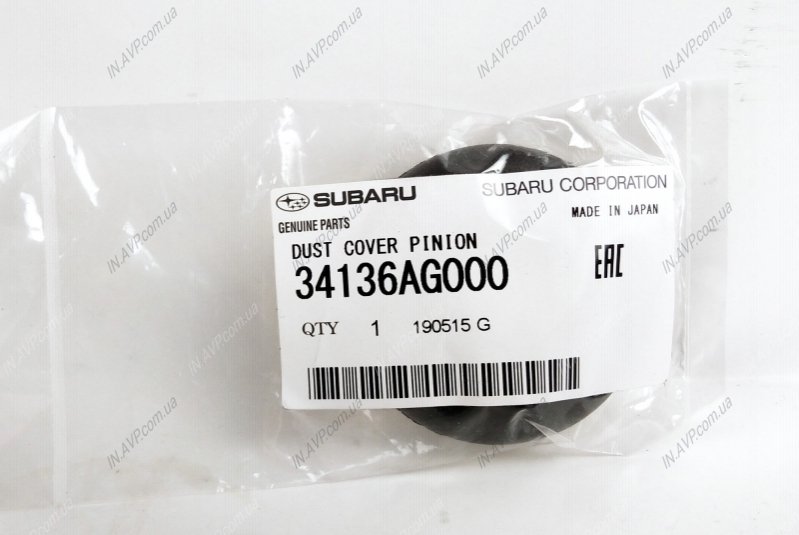 SUBARU SUBARU CORPORATION
GENUINE PARTS MADE IN JAPAN
DUST COVER PINION
34136AG000 EAC
QTY 1 190515 G
IN.AVP.com.ua